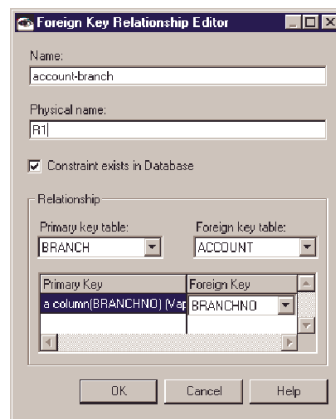 Foreign Key Relationship Editor
Name:
account-branch
Physical name:
R1
Constraint exists in Database
Relationship
Primary key table:
Foreign key table:
BRANCH
ACCOUNT
Primary Key
Foreign Key
a column(BRANCHNO) (Vap
BRANCHNO
OK
Cancel
Help